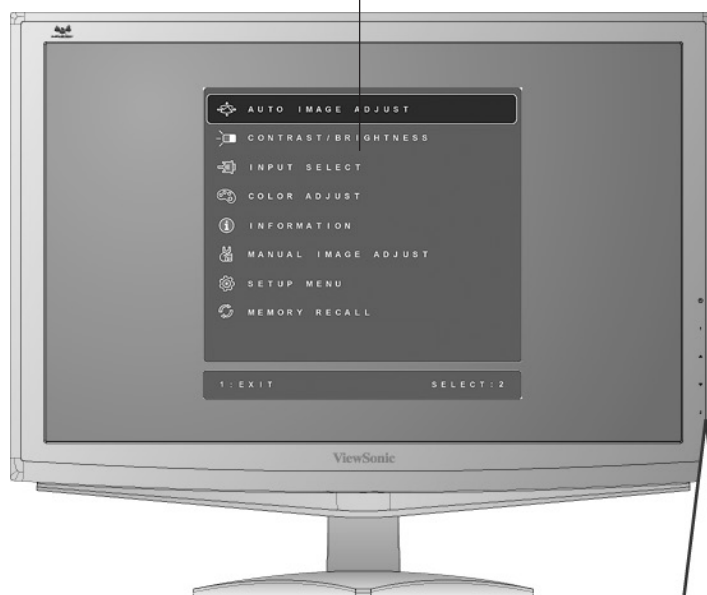 AUTO IMAGE ADJUST
CONTRAST/BRIGHTNESS
INPUT SELECT
COLOR ADJUST
INFORMATION
MANUAL IMAGE ADJUST
SETUP MENU
MEMORY RECALL
1:EXIT SELECT:2
ViewSonic